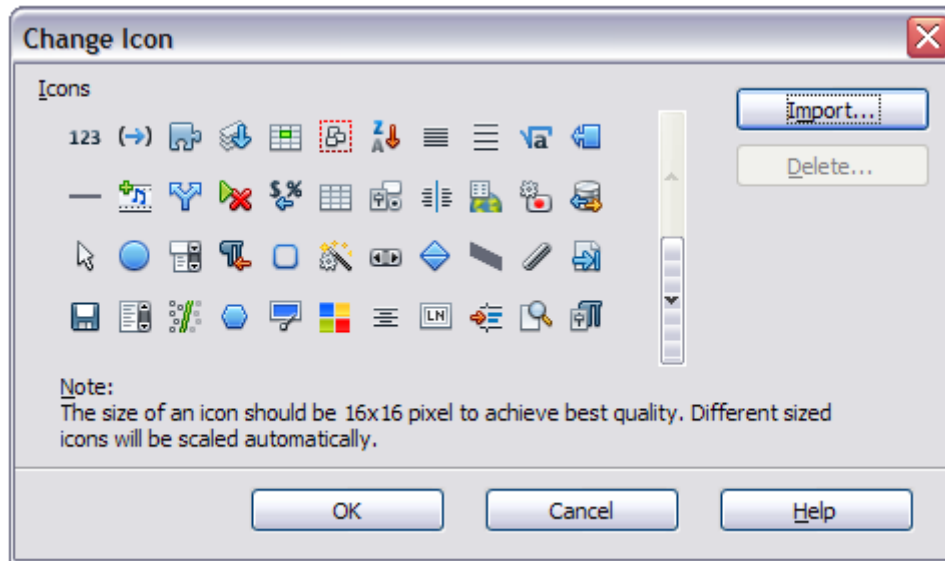 Change Icon
Icons
Import...
Delete...
123
Z
A
√a
$ %
LN
Note:
The size of an icon should be 16x16 pixel to achieve best quality. Different sized
icons will be scaled automatically.
OK
Cancel
Help